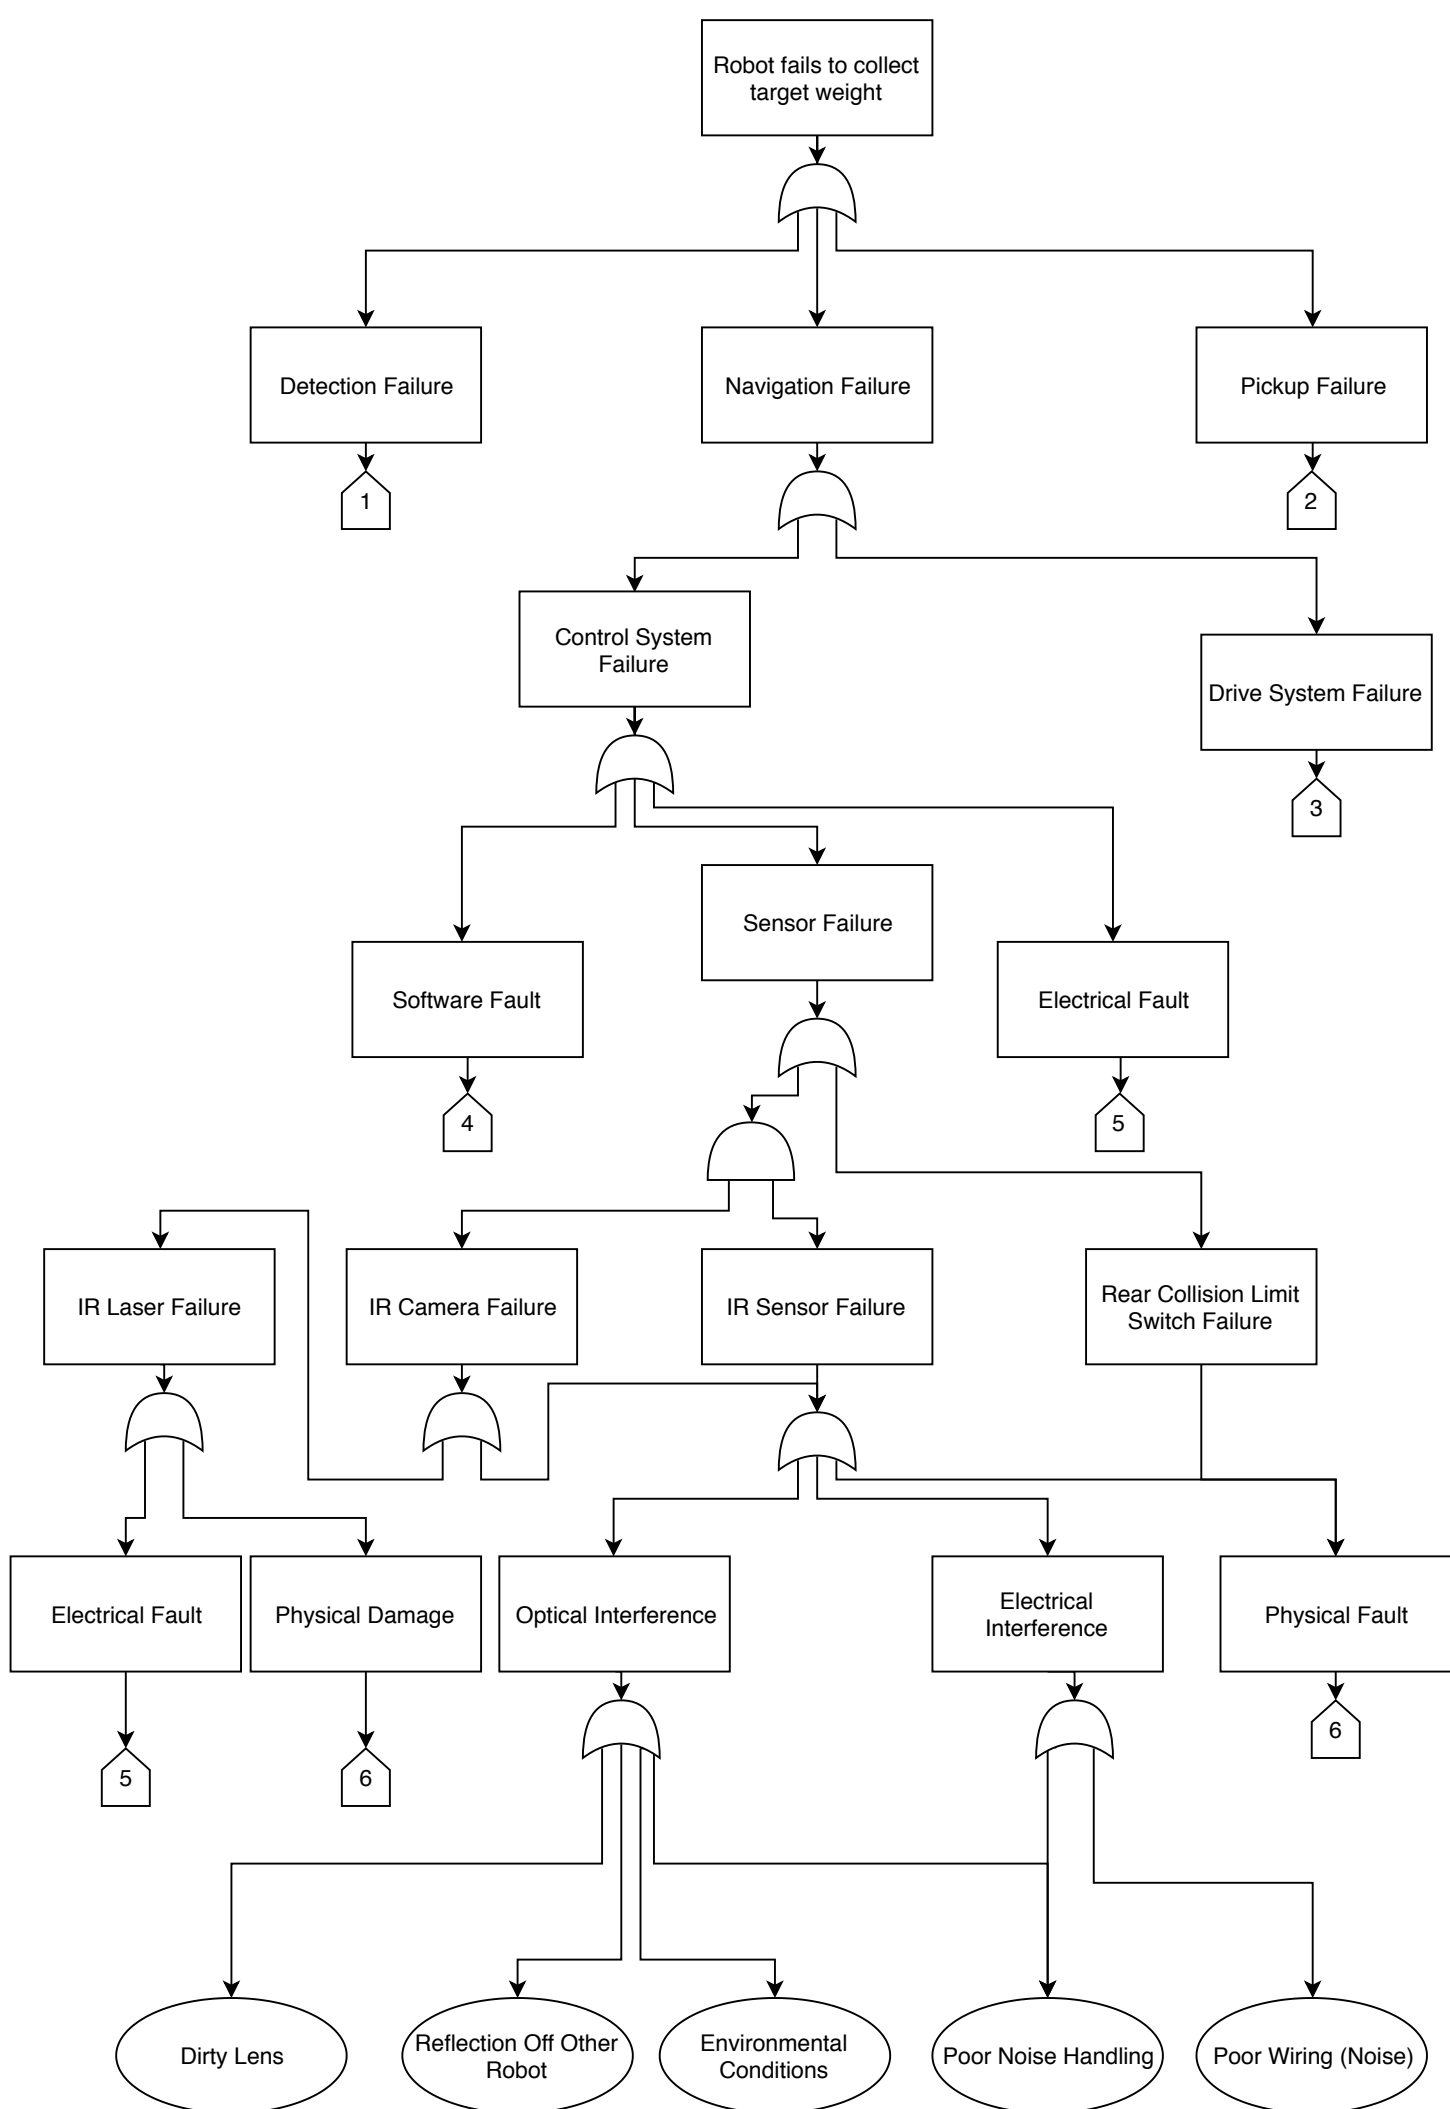 Robot fails to collect
target weight
Detection Failure
Navigation Failure
Pickup Failure
1
2
Control System
Failure
Drive System Failure
3
Sensor Failure
Software Fault
Electrical Fault
4
5
IR Laser Failure
IR Camera Failure
IR Sensor Failure
Rear Collision Limit
Switch Failure
Electrical Fault
Physical Damage
Optical Interference
Electrical
Interference
Physical Fault
6
5
6
Dirty Lens
Reflection Off Other
Robot
Environmental
Conditions
Poor Noise Handling
Poor Wiring (Noise)